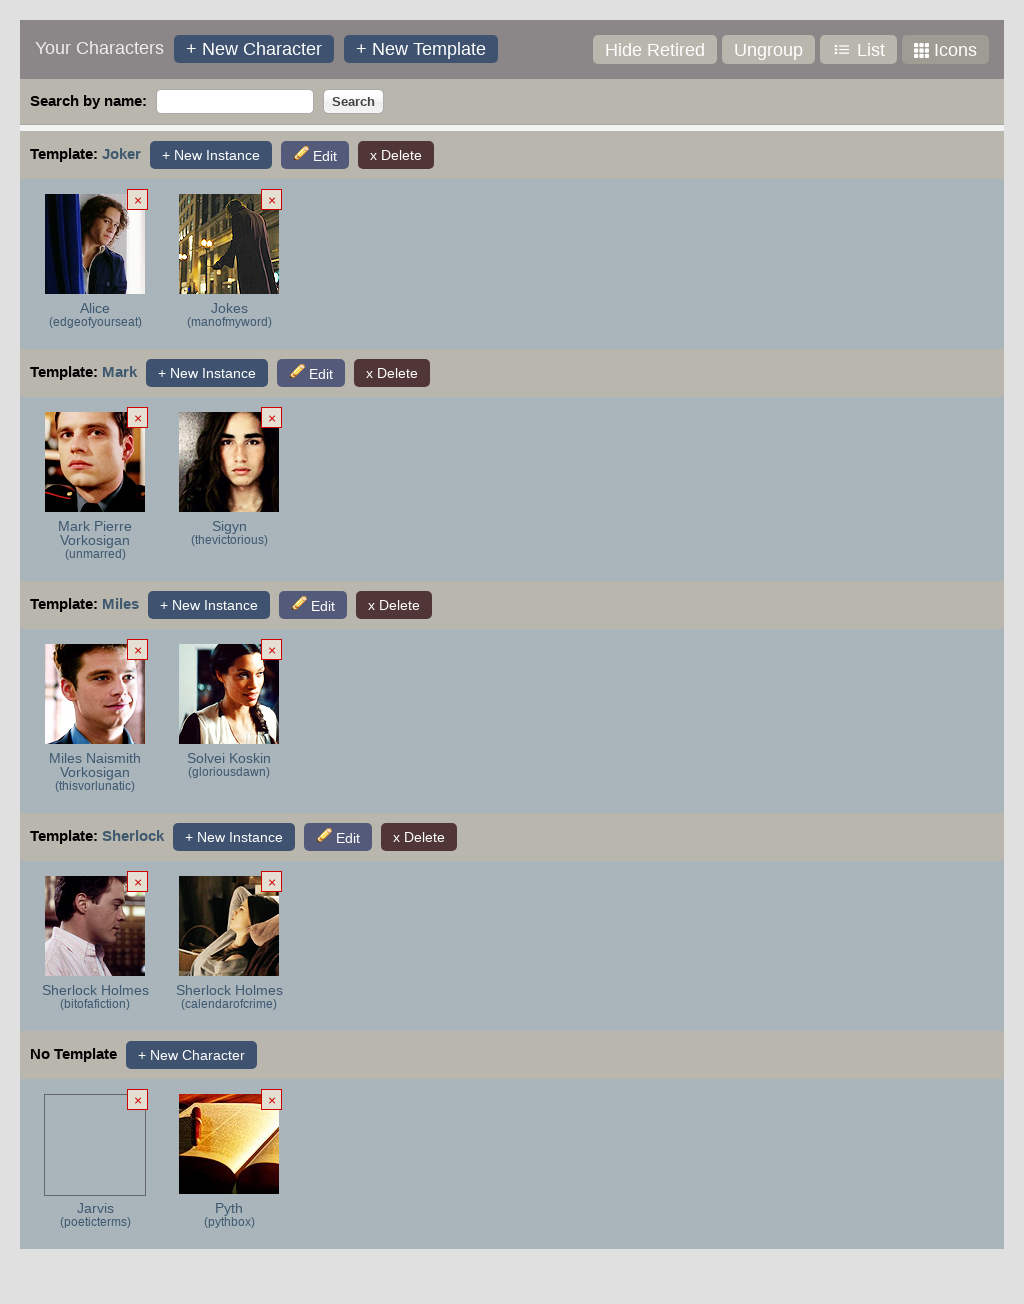 Your Characters + New Character + New Template Hide Retired Ungroup List Icons
Search by name: Search
Template: Joker + New Instance Edit x Delete
× ×
Alice Jokes
(edgeofyourseat) (manofmyword)
Template: Mark + New Instance Edit x Delete
× ×
Mark Pierre Sigyn
Vorkosigan (thevictorious)
(unmarred)
Template: Miles + New Instance Edit x Delete
× ×
Miles Naismith Solvei Koskin
Vorkosigan (gloriousdawn)
(thisvorlunatic)
Template: Sherlock + New Instance Edit x Delete
× ×
Sherlock Holmes Sherlock Holmes
(bitofafiction) (calendarofcrime)
No Template + New Character
× ×
Jarvis Pyth
(poeticterms) (pythbox)